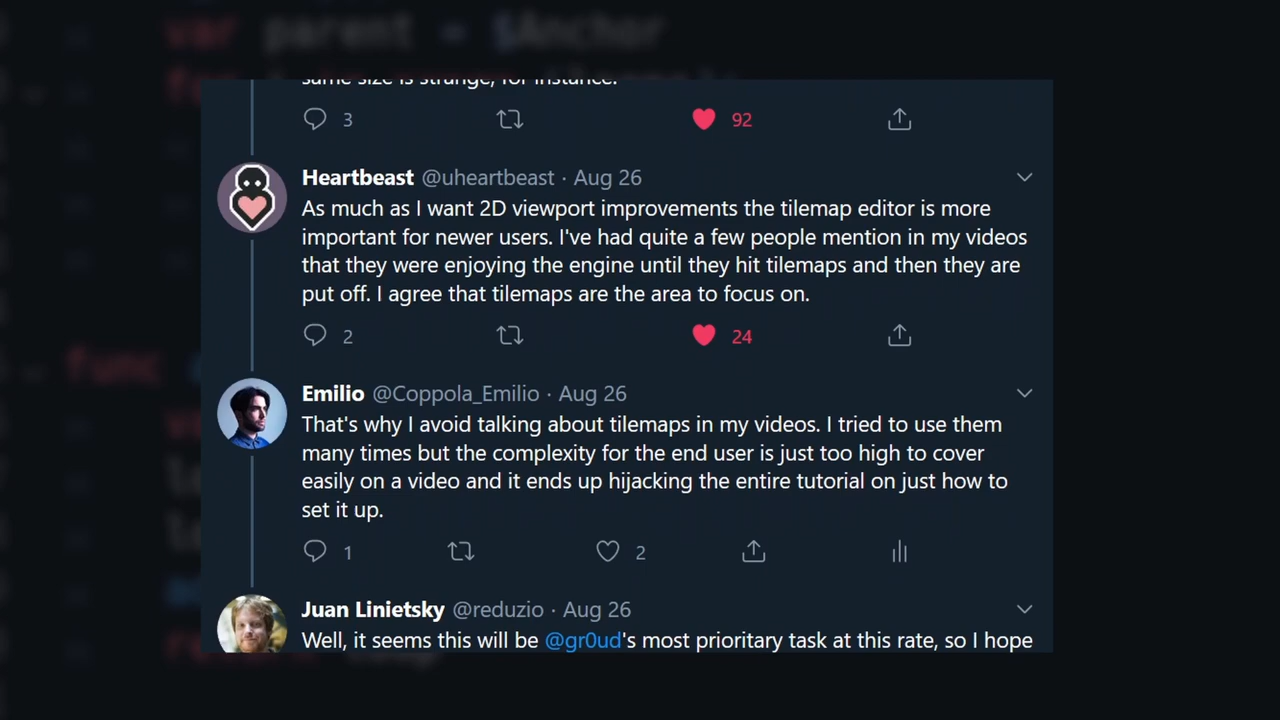 var parent = $Anchor
same size is strange, for instance.
3
92
Heartbeast @uheartbeast · Aug 26
As much as I want 2D viewport improvements the tilemap editor is more
important for newer users. I've had quite a few people mention in my videos
that they were enjoying the engine until they hit tilemaps and then they are
put off. I agree that tilemaps are the area to focus on.
2
24
func
Emilio @Coppola_Emilio · Aug 26
That's why I avoid talking about tilemaps in my videos. I tried to use them
many times but the complexity for the end user is just too high to cover
easily on a video and it ends up hijacking the entire tutorial on just how to
set it up.
1
2
Juan Linietsky @reduzio · Aug 26
Well, it seems this will be @gr0ud's most prioritary task at this rate, so I hope